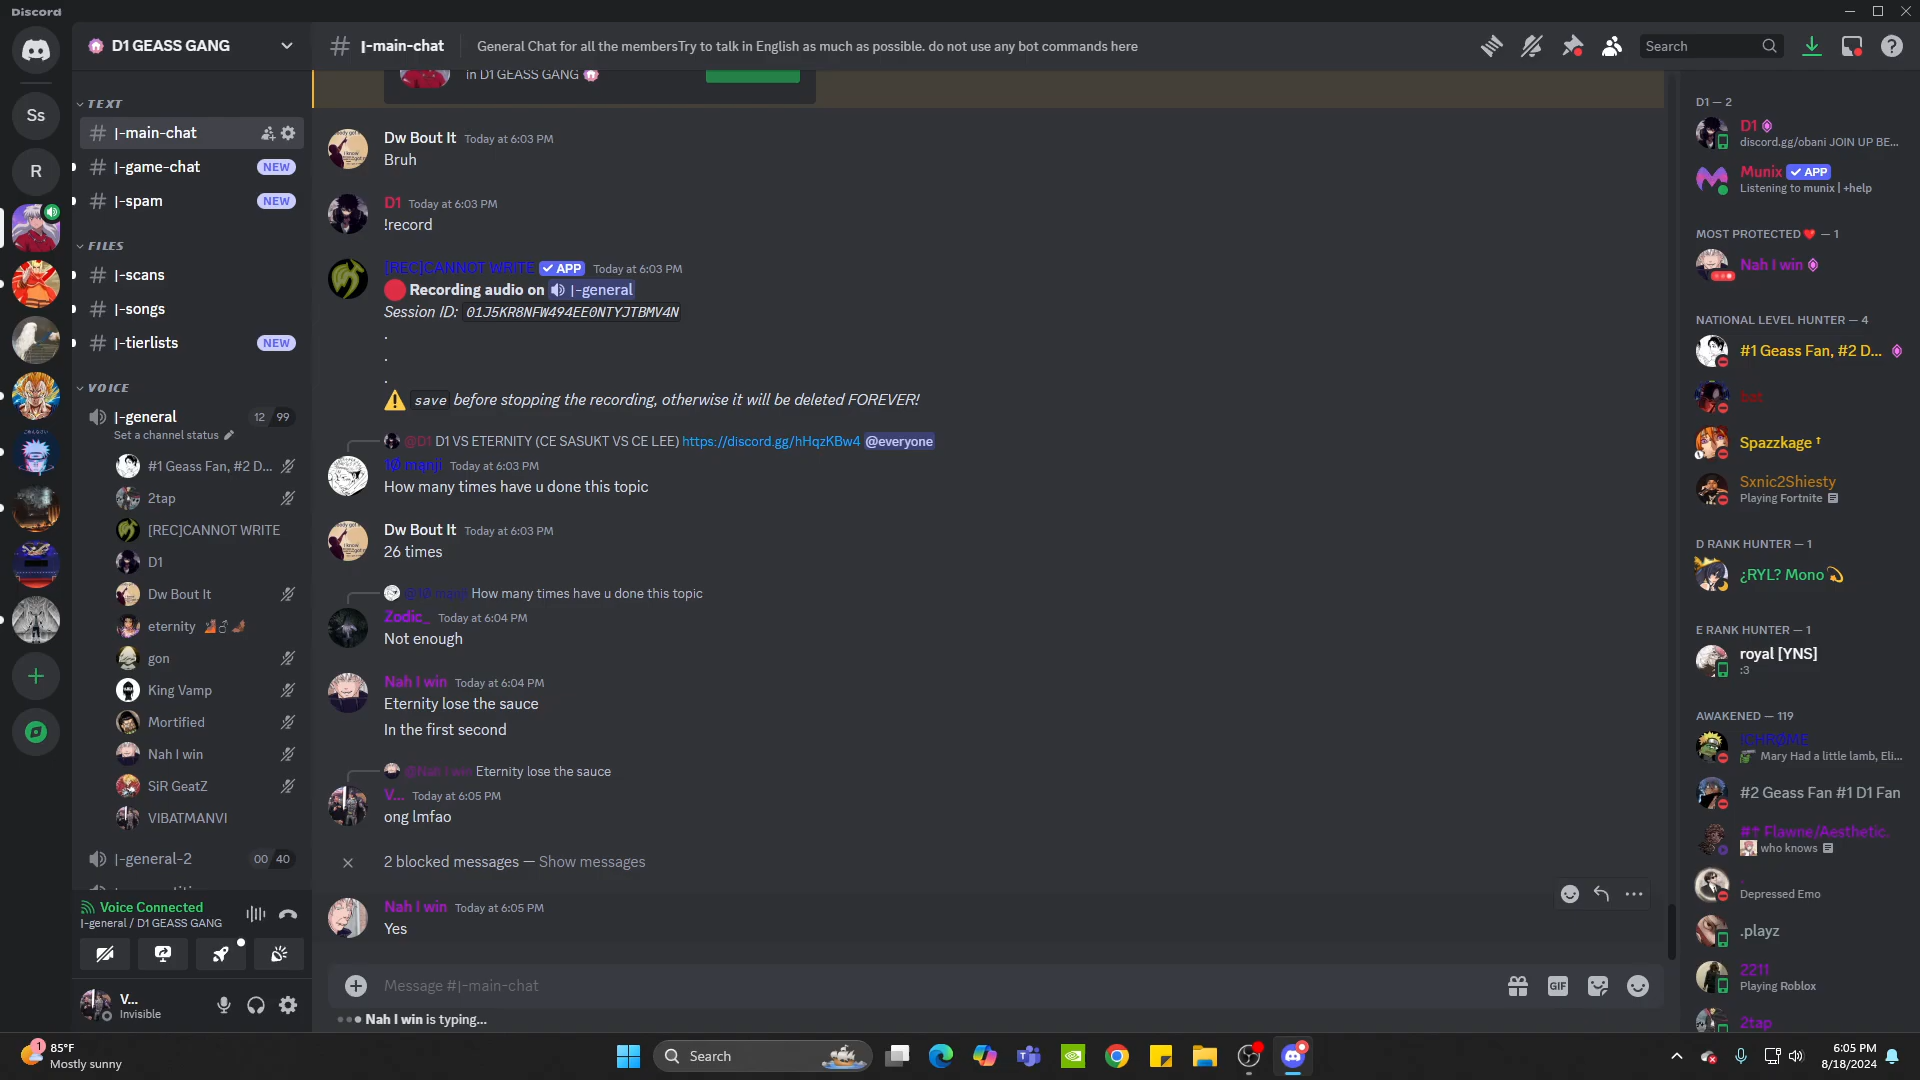 Discord
D1 GEASS GANG
|-main-chat
General Chat for all the membersTry to talk in English as much as possible. do not use any bot commands here
Search
Ss
R
TEXT
|-main-chat
|-game-chat NEW
|-spam NEW
FILES
|-scans
|-songs
|-tierlists NEW
VOICE
|-general 12 99
Set a channel status
#1 Geass Fan, #2 D...
2tap
[REC]CANNOT WRITE
D1
Dw Bout It
eternity
gon
King Vamp
Mortified
Nah I win
SiR GeatZ
VIBATMANVI
|-general-2 00 40
Voice Connected
|-general / D1 GEASS GANG
V...
Invisible
in D1 GEASS GANG
Dw Bout It Today at 6:03 PM
Bruh
D1 Today at 6:03 PM
!record
[REC]CANNOT WRITE APP Today at 6:03 PM
Recording audio on |-general
Session ID: 01J5KR8NFW494EE0NTYJTBMV4N
.
.
.
save before stopping the recording, otherwise it will be deleted FOREVER!
@D1 D1 VS ETERNITY (CE SASUKT VS CE LEE) https://discord.gg/hHqzKBw4 @everyone
1Ø manji Today at 6:03 PM
How many times have u done this topic
Dw Bout It Today at 6:03 PM
26 times
@1Ø manji How many times have u done this topic
Zodic_ Today at 6:04 PM
Not enough
Nah I win Today at 6:04 PM
Eternity lose the sauce
In the first second
@Nah I win Eternity lose the sauce
V... Today at 6:05 PM
ong lmfao
2 blocked messages — Show messages
Nah I win Today at 6:05 PM
Yes
Message #|-main-chat
GIF
Nah I win is typing...
D1 — 2
D1
discord.gg/obani JOIN UP BE...
Munix APP
Listening to munix | +help
MOST PROTECTED❤️ — 1
Nah I win
NATIONAL LEVEL HUNTER — 4
#1 Geass Fan, #2 D...
Spazzkage ↑
Sxnic2Shiesty
Playing Fortnite
D RANK HUNTER — 1
¿RYL? Mono
E RANK HUNTER — 1
royal [YNS]
:3
AWAKENED — 119
Mary Had a little lamb, Eli...
#2 Geass Fan #1 D1 Fan
#† Flawne/Aesthetic.
who knows
.
Depressed Emo
.playz
2211
Playing Roblox
2tap
1
85°F
Mostly sunny
Search
6:05 PM
8/18/2024